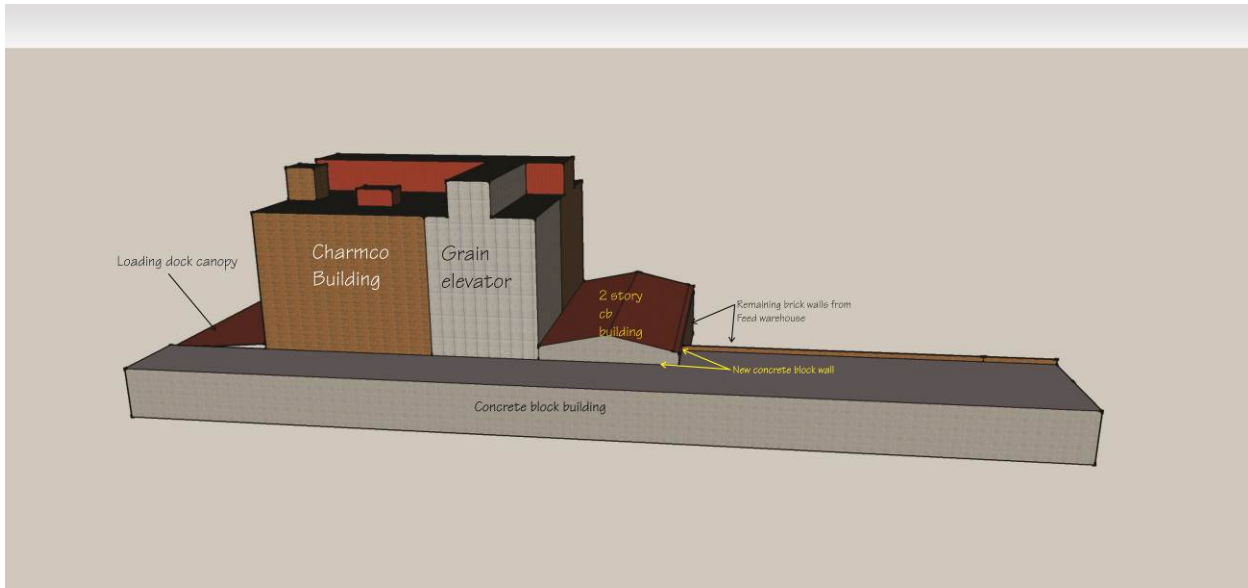 Loading dock canopy
Charmco
Building
Grain
elevator
2 story
cb
building
Remaining brick walls from
Feed warehouse
New concrete block wall
Concrete block building